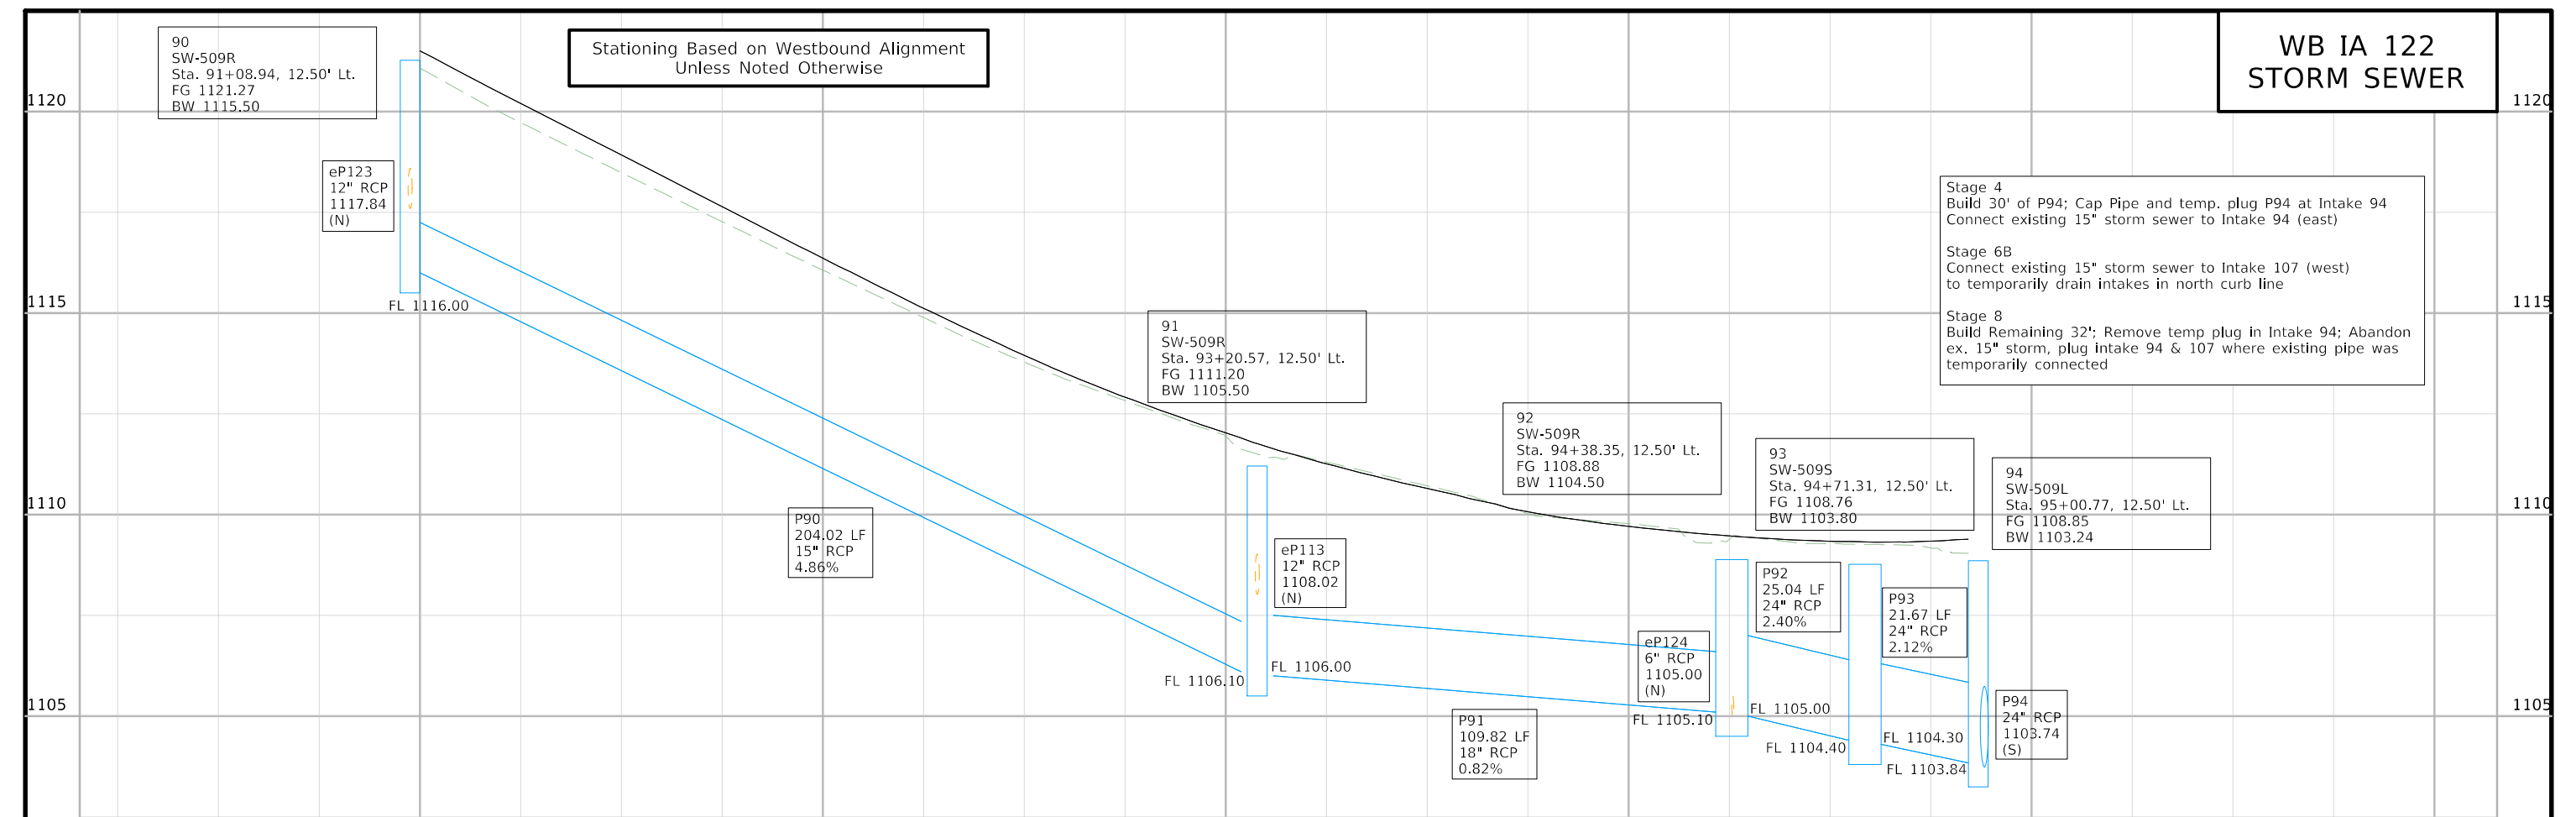 90
SW-509R
Sta. 91+08.94, 12.50' Lt.
FG 1121.27
BW 1115.50
Stationing Based on Westbound Alignment
Unless Noted Otherwise
WB IA 122
STORM SEWER
1120
1120
eP123
12" RCP
1117.84
(N)
Stage 4
Build 30' of P94; Cap Pipe and temp. plug P94 at Intake 94
Connect existing 15" storm sewer to Intake 94 (east)
Stage 6B
Connect existing 15" storm sewer to Intake 107 (west)
to temporarily drain intakes in north curb line
Stage 8
Build Remaining 32'; Remove temp plug in Intake 94; Abandon
ex. 15" storm, plug intake 94 & 107 where existing pipe was
temporarily connected
1115
FL 1116.00
1115
91
SW-509R
Sta. 93+20.57, 12.50' Lt.
FG 1111.20
BW 1105.50
92
SW-509R
Sta. 94+38.35, 12.50' Lt.
FG 1108.88
BW 1104.50
93
SW-509S
Sta. 94+71.31, 12.50' Lt.
FG 1108.76
BW 1103.80
94
SW-509L
Sta. 95+00.77, 12.50' Lt.
FG 1108.85
BW 1103.24
1110
1110
P90
204.02 LF
15" RCP
4.86%
eP113
12" RCP
1108.02
(N)
P92
25.04 LF
24" RCP
2.40%
P93
21.67 LF
24" RCP
2.12%
eP124
6" RCP
1105.00
(N)
FL 1106.10
FL 1106.00
1105
1105
P91
109.82 LF
18" RCP
0.82%
FL 1105.10
FL 1105.00
FL 1104.40
FL 1104.30
FL 1103.84
P94
24" RCP
1103.74
(S)